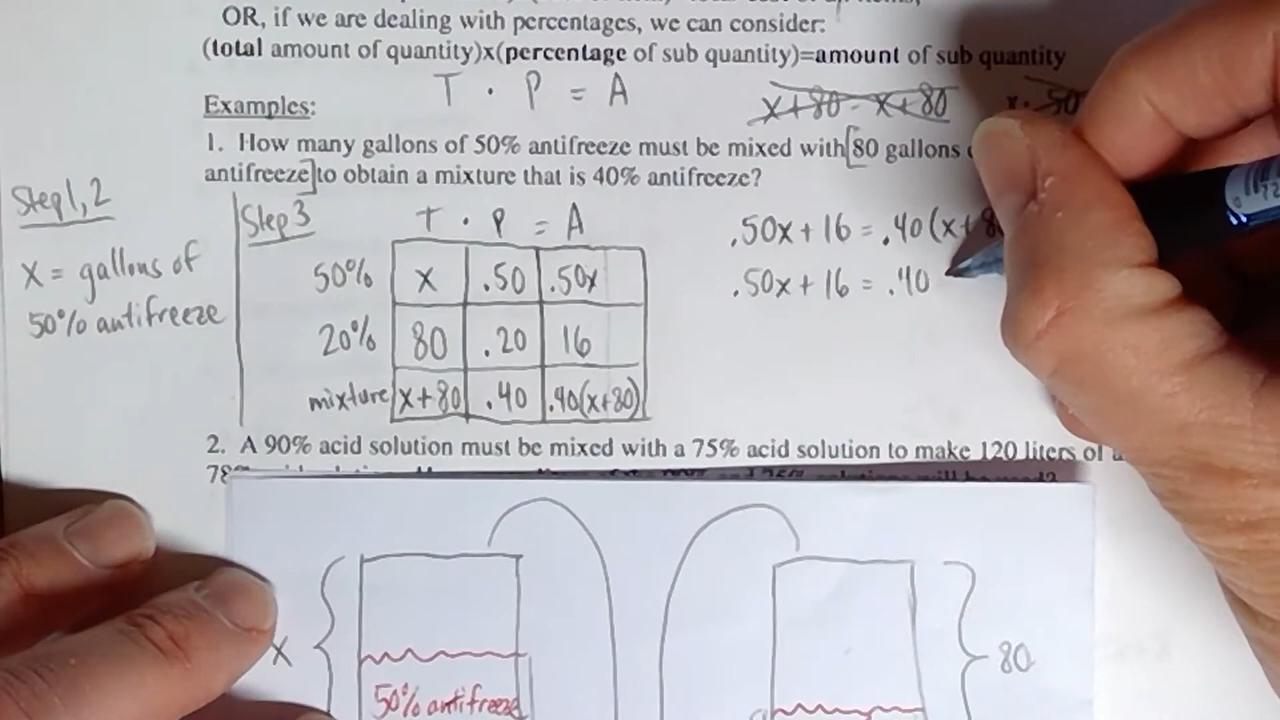 OR, if we are dealing with percentages, we can consider:
(total amount of quantity)x(percentage of sub quantity)=amount of sub quantity
T · P = A
x+80 - x+80
x · .50
Examples:
1. How many gallons of 50% antifreeze must be mixed with [80 gallons
antifreeze] to obtain a mixture that is 40% antifreeze?
Step 1, 2
x = gallons of
50% antifreeze
Step 3
T · P = A
50% x .50 .50x
20% 80 .20 16
mixture x+80 .40 .40(x+80)
.50x + 16 = .40(x+8
.50x + 16 = .40
2. A 90% acid solution must be mixed with a 75% acid solution to make 120 liters of a
X
50% antifreeze
80